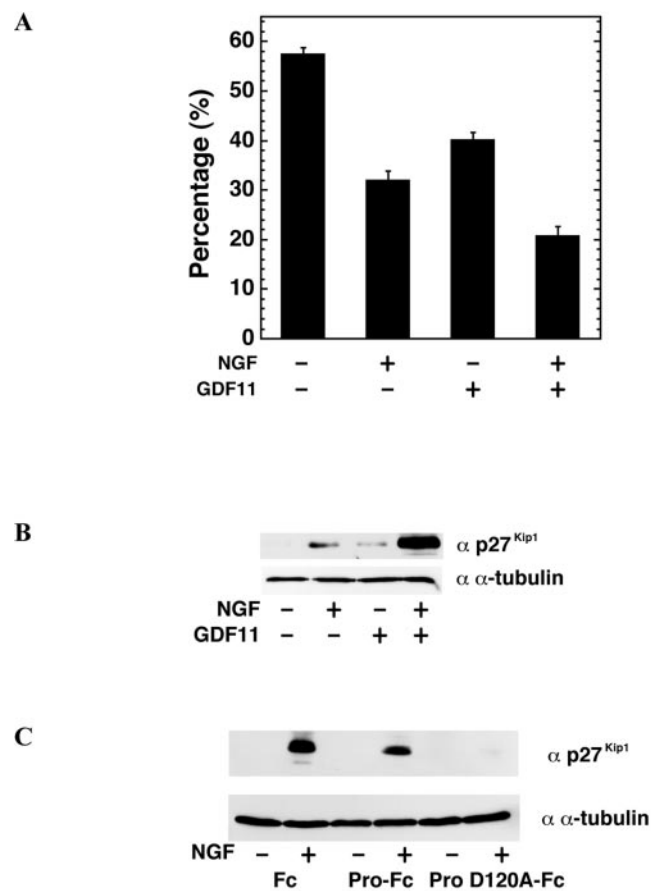 A
Percentage (%)
60
50
40
30
20
10
0
NGF − + − +
GDF11 − − + +
B
α p27Kip1
α α-tubulin
NGF − + − +
GDF11 − − + +
C
α p27Kip1
α α-tubulin
NGF − + − + − +
Fc Pro-Fc Pro D120A-Fc